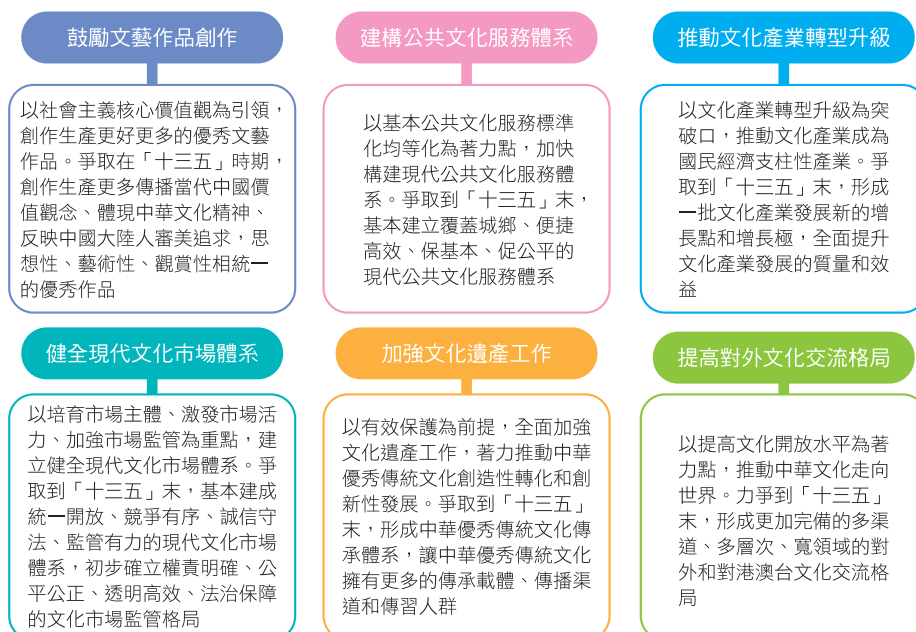 鼓勵文藝作品創作
以社會主義核心價值觀為引領，
創作生產更好更多的優秀文藝
作品。爭取在「十三五」時期，
創作生產更多傳播當代中國價
值觀念、體現中華文化精神、
反映中國大陸人審美追求，思
想性、藝術性、觀賞性相統一
的優秀作品
建構公共文化服務體系
以基本公共文化服務標準
化均等化為著力點，加快
構建現代公共文化服務體
系。爭取到「十三五」末，
基本建立覆蓋城鄉、便捷
高效、保基本、促公平的
現代公共文化服務體系
推動文化產業轉型升級
以文化產業轉型升級為突
破口，推動文化產業成為
國民經濟支柱性產業。爭
取到「十三五」末，形成
一批文化產業發展新的增
長點和增長極，全面提升
文化產業發展的質量和效
益
健全現代文化市場體系
以培育市場主體、激發市場活
力、加強市場監管為重點，建
立健全現代文化市場體系。爭
取到「十三五」末，基本建成
統一開放、競爭有序、誠信守
法、監管有力的現代文化市場
體系，初步確立權責明確、公
平公正、透明高效、法治保障
的文化市場監管格局
加強文化遺產工作
以有效保護為前提，全面加強
文化遺產工作，著力推動中華
優秀傳統文化創造性轉化和創
新性發展。爭取到「十三五」
末，形成中華優秀傳統文化傳
承體系，讓中華優秀傳統文化
擁有更多的傳承載體、傳播渠
道和傳習人群
提高對外文化交流格局
以提高文化開放水平為著
力點，推動中華文化走向
世界。力爭到「十三五」
末，形成更加完備的多渠
道、多層次、寬領域的對
外和對港澳台文化交流格
局